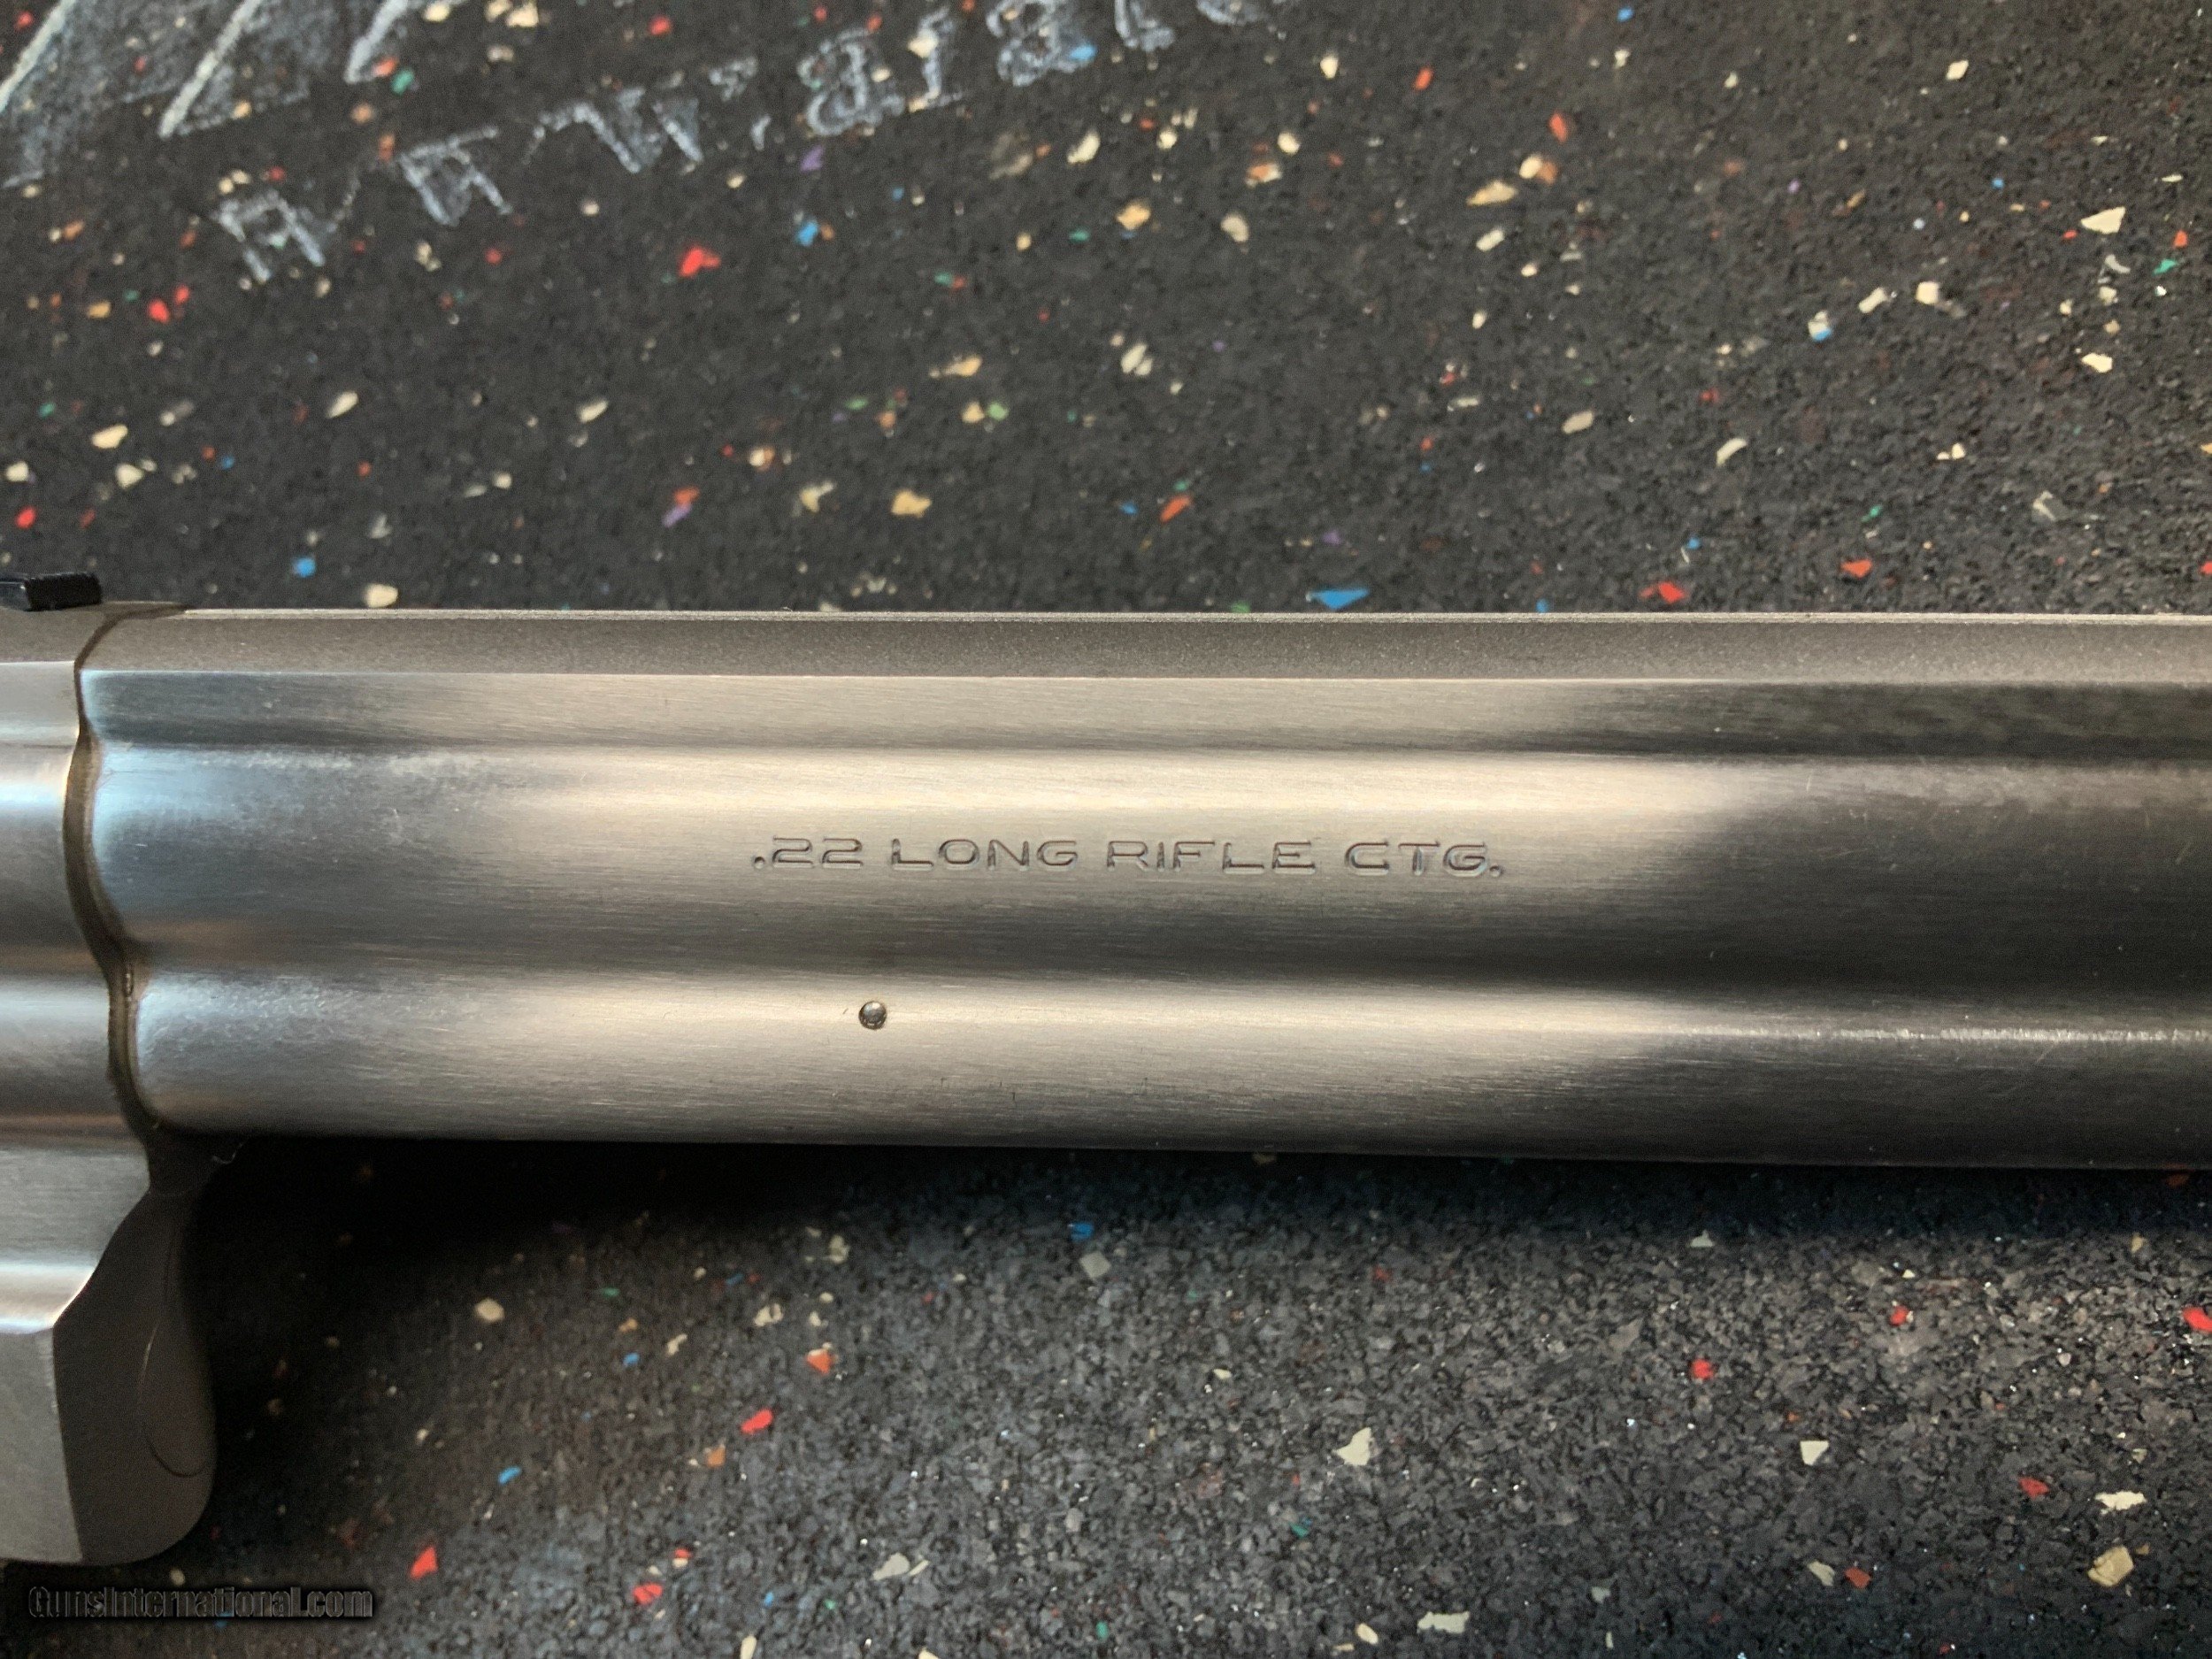 .22 LONG RIFLE CTG.
GunsInternational.com